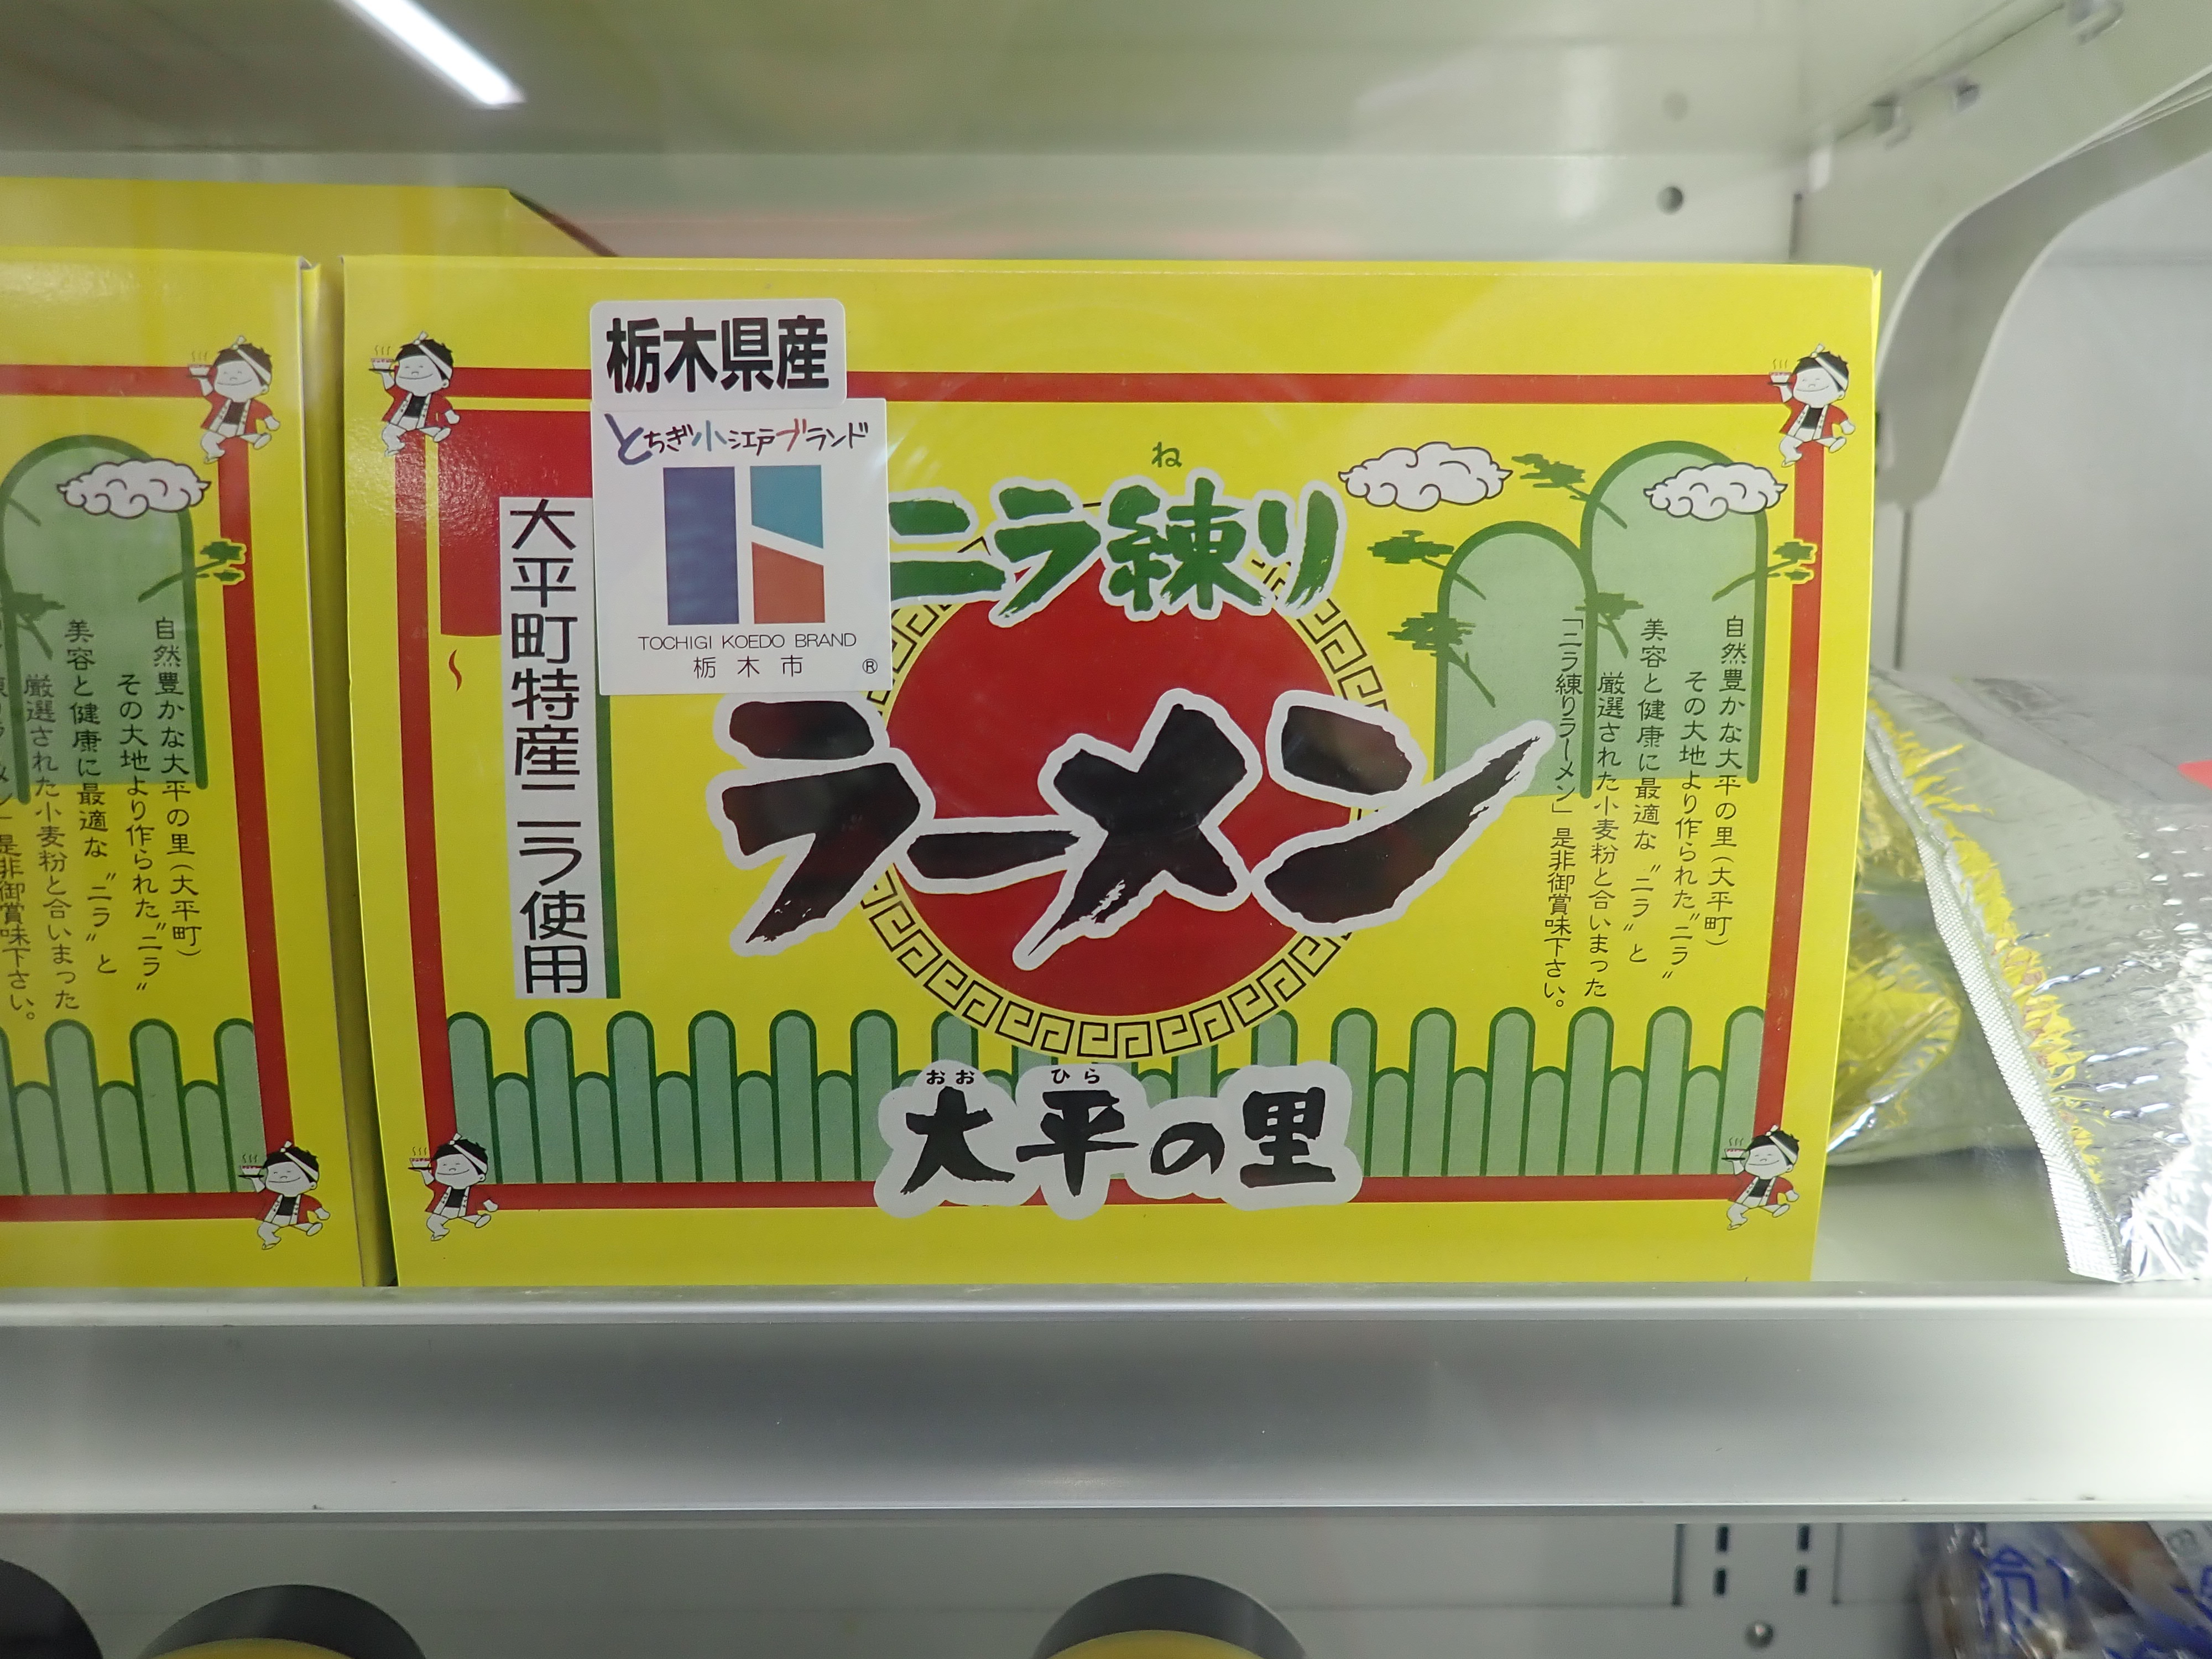 栃木県産
とちぎ小江戸ブランド
TOCHIGI KOEDO BRAND
栃木市
®
大平町特産ニラ使用
ね
ニラ練り
ラーメン
自然豊かな大平の里(大平町)
その大地より作られた〝ニラ〟
美容と健康に最適な〝ニラ〟と
厳選された小麦粉と合いまった
「ニラ練りラーメン」是非御賞味下さい。
おお ひら
大平の里
自然豊かな大平の里(大平町)
その大地より作られた〝ニラ〟
美容と健康に最適な〝ニラ〟と
厳選された小麦粉と合いまった
是非御賞味下さい。
冷